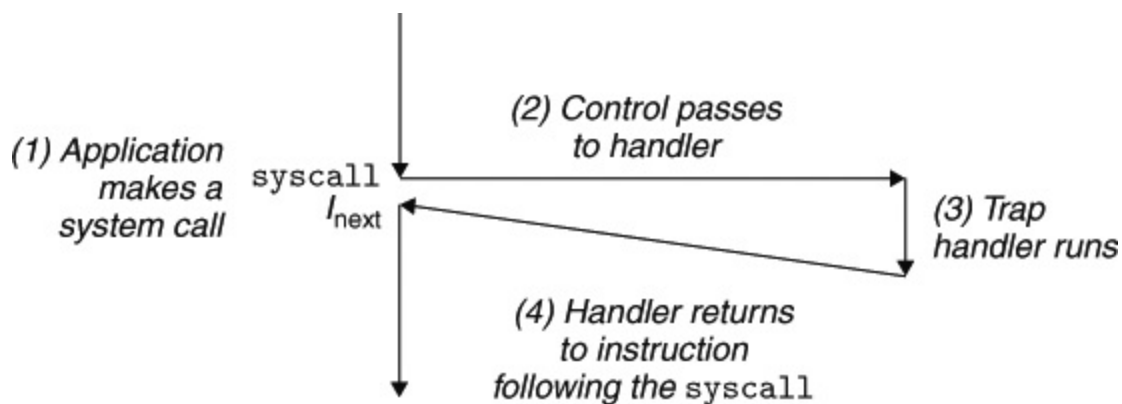 (1) Application
makes a
system call
syscall
Inext
(2) Control passes
to handler
(3) Trap
handler runs
(4) Handler returns
to instruction
following the syscall